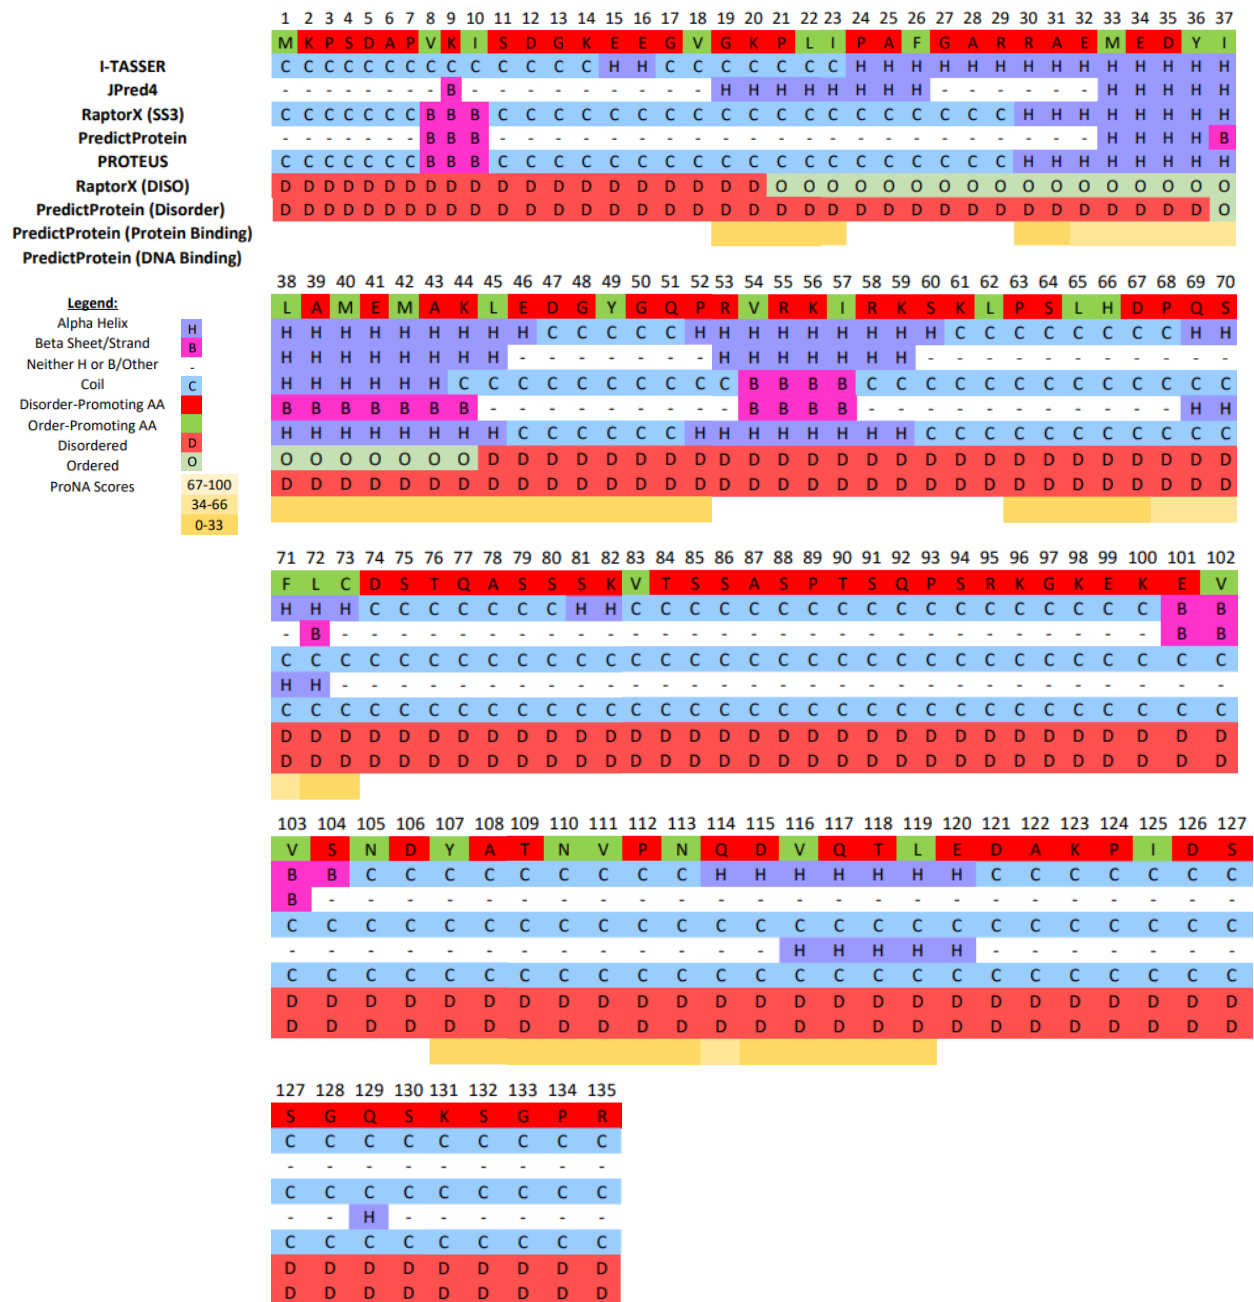 1 2 3 4 5 6 7 8 9 10 11 12 13 14 15 16 17 18 19 20 21 22 23 24 25 26 27 28 29 30 31 32 33 34 35 36 37
M K P S D A P V K I S D G K E E G V G K P L I P A F G A R R A E M E D Y I
I-TASSER C C C C C C C C C C C C C C H H C C C C C C C H H H H H H H H H H H H H H
JPred4 - - - - - - - - B - - - - - - - - - H H H H H H H H - - - - - - H H H H H
RaptorX (SS3) C C C C C C C B B B C C C C C C C C C C C C C C C C C C C H H H H H H H H
PredictProtein - - - - - - - B B B - - - - - - - - - - - - - - - - - - - - - - H H H H B
PROTEUS C C C C C C C B B B C C C C C C C C C C C C C C C C C C C H H H H H H H H
RaptorX (DISO) D D D D D D D D D D D D D D D D D D D D O O O O O O O O O O O O O O O O O
PredictProtein (Disorder) D D D D D D D D D D D D D D D D D D D D D D D D D D D D D D D D D D D D O
PredictProtein (Protein Binding)
PredictProtein (DNA Binding)
38 39 40 41 42 43 44 45 46 47 48 49 50 51 52 53 54 55 56 57 58 59 60 61 62 63 64 65 66 67 68 69 70
L A M E M A K L E D G Y G Q P R V R K I R K S K L P S L H D P Q S
H H H H H H H H H C C C C C H H H H H H H H H C C C C C C C C H H
H H H H H H H H - - - - - - - H H H H H H H - - - - - - - - - - -
H H H H H H C C C C C C C C C C B B B B C C C C C C C C C C C C C
B B B B B B B - - - - - - - - - B B B B - - - - - - - - - - - H H
H H H H H H H H C C C C C C H H H H H H H H C C C C C C C C C C C
O O O O O O O D D D D D D D D D D D D D D D D D D D D D D D D D D
D D D D D D D D D D D D D D D D D D D D D D D D D D D D D D D D D
Legend:
Alpha Helix H
Beta Sheet/Strand B
Neither H or B/Other -
Coil C
Disorder-Promoting AA
Order-Promoting AA
Disordered D
Ordered O
ProNA Scores 67-100
34-66
0-33
71 72 73 74 75 76 77 78 79 80 81 82 83 84 85 86 87 88 89 90 91 92 93 94 95 96 97 98 99 100 101 102
F L C D S T Q A S S S K V T S S A S P T S Q P S R K G K E K E V
H H H C C C C C C C H H C C C C C C C C C C C C C C C C C C B B
- B - - - - - - - - - - - - - - - - - - - - - - - - - - - - B B
C C C C C C C C C C C C C C C C C C C C C C C C C C C C C C C C
H H - - - - - - - - - - - - - - - - - - - - - - - - - - - - - -
C C C C C C C C C C C C C C C C C C C C C C C C C C C C C C C C
D D D D D D D D D D D D D D D D D D D D D D D D D D D D D D D D
D D D D D D D D D D D D D D D D D D D D D D D D D D D D D D D D
103 104 105 106 107 108 109 110 111 112 113 114 115 116 117 118 119 120 121 122 123 124 125 126 127
V S N D Y A T N V P N Q D V Q T L E D A K P I D S
B B C C C C C C C C C H H H H H H H C C C C C C C
B - - - - - - - - - - - - - - - - - - - - - - - -
C C C C C C C C C C C C C C C C C C C C C C C C C
- - - - - - - - - - - - - H H H H H - - - - - - -
C C C C C C C C C C C C C C C C C C C C C C C C C
D D D D D D D D D D D D D D D D D D D D D D D D D
D D D D D D D D D D D D D D D D D D D D D D D D D
127 128 129 130 131 132 133 134 135
S G Q S K S G P R
C C C C C C C C C
- - - - - - - - -
C C C C C C C C C
- - H - - - - - -
C C C C C C C C C
D D D D D D D D D
D D D D D D D D D